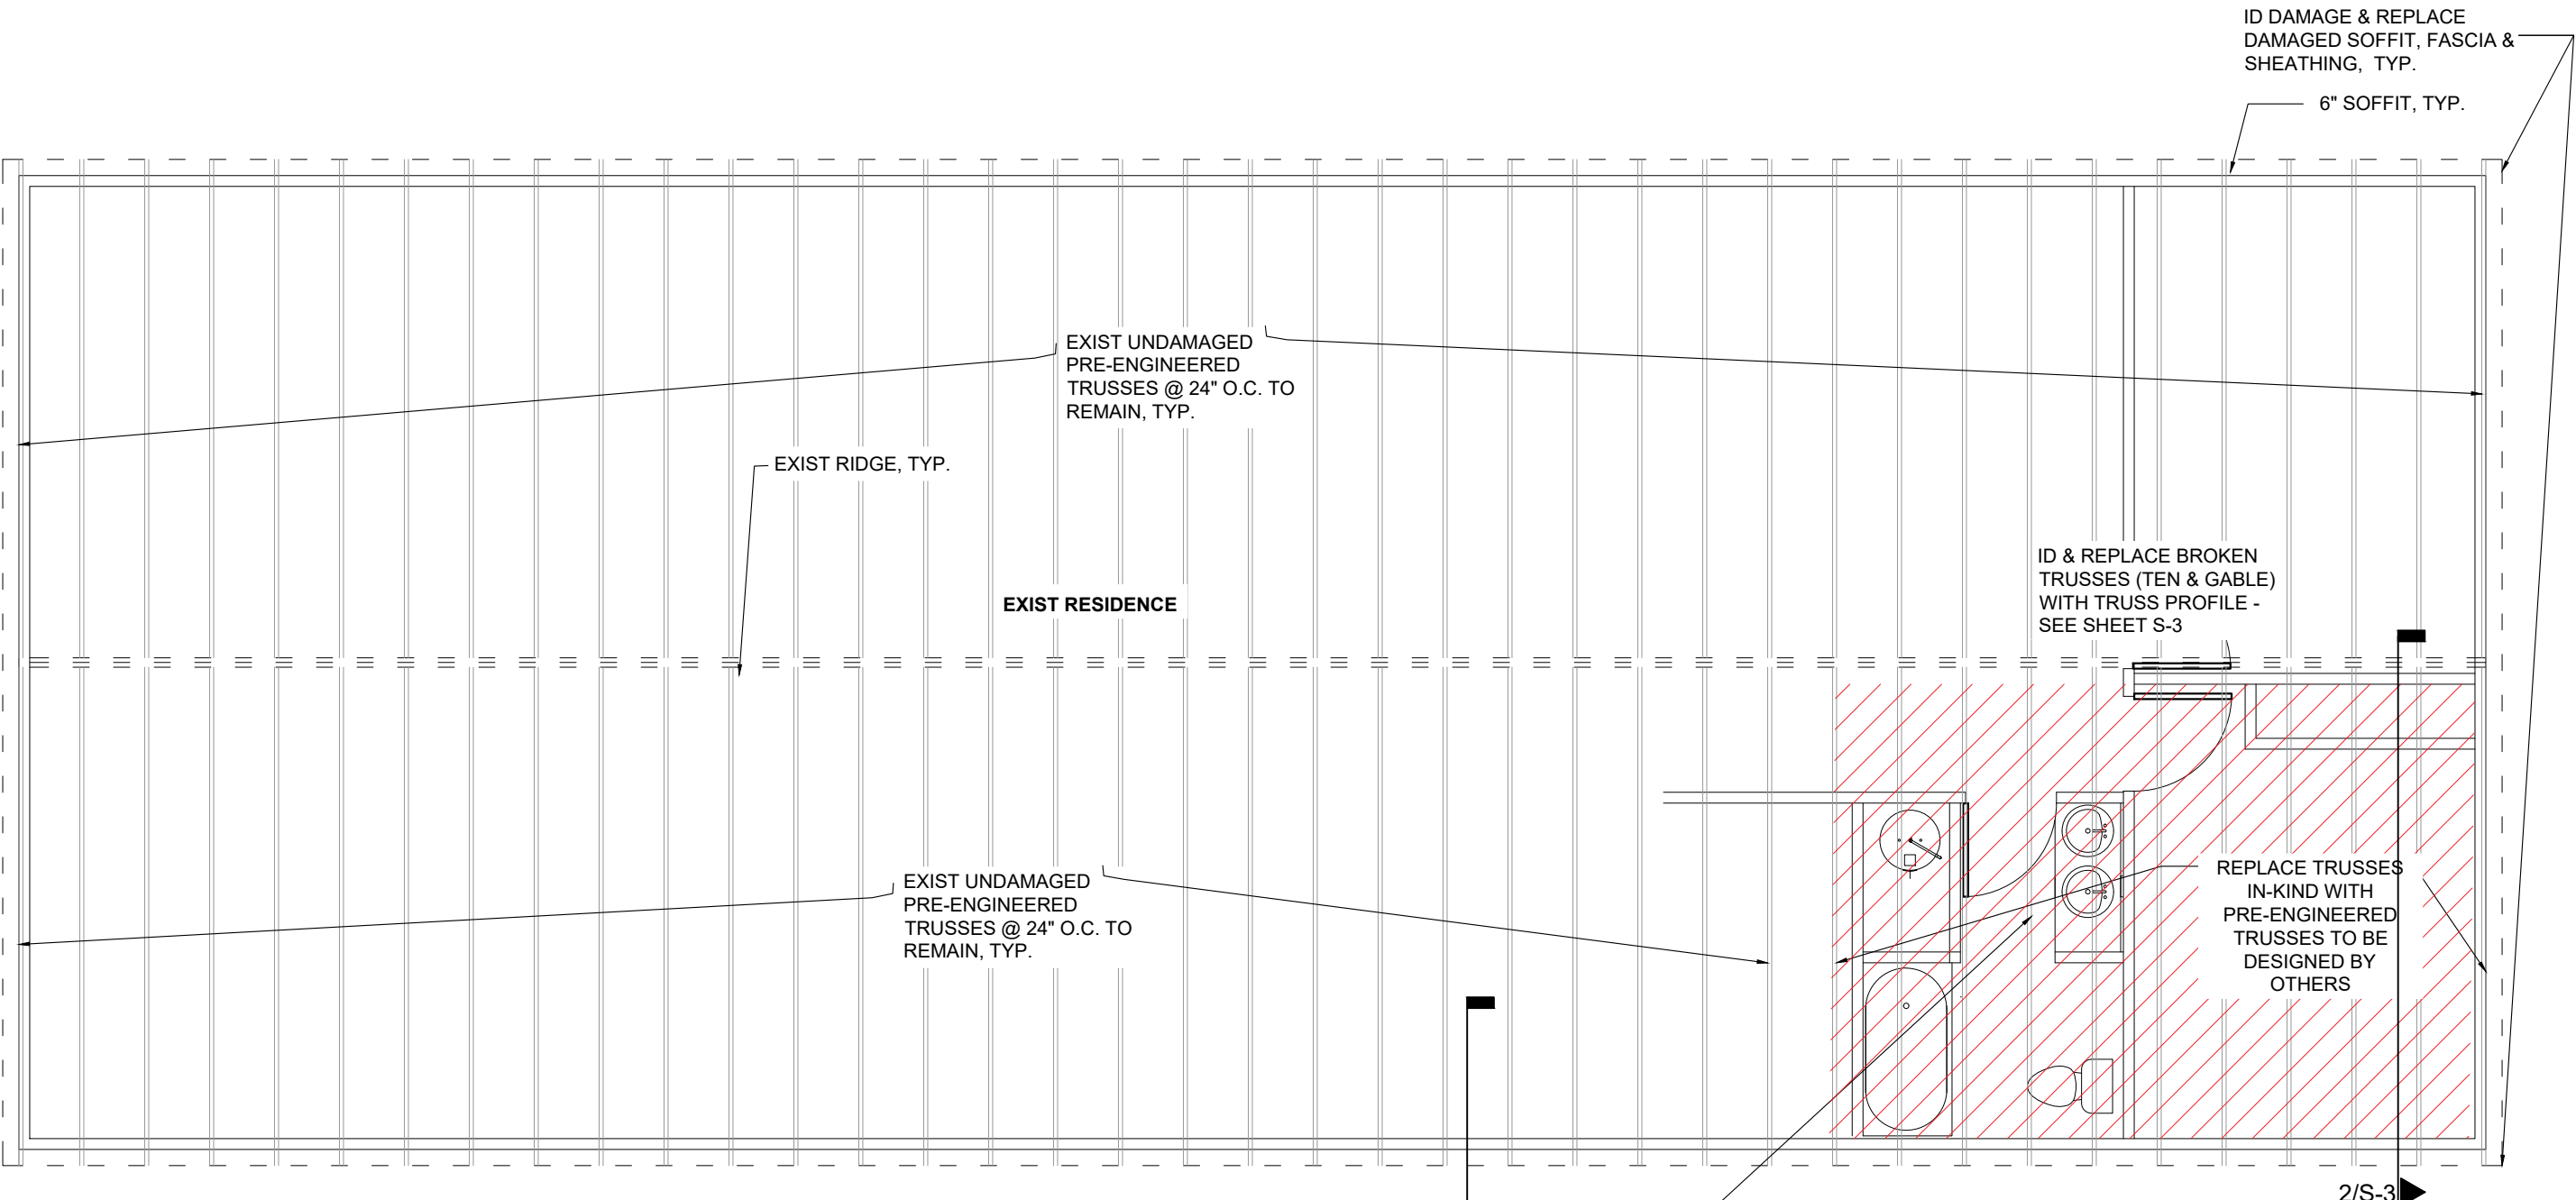 ID DAMAGE & REPLACE
DAMAGED SOFFIT, FASCIA &
SHEATHING, TYP.
6" SOFFIT, TYP.
EXIST UNDAMAGED
PRE-ENGINEERED
TRUSSES @ 24" O.C. TO
REMAIN, TYP.
EXIST RIDGE, TYP.
ID & REPLACE BROKEN
TRUSSES (TEN & GABLE)
WITH TRUSS PROFILE -
SEE SHEET S-3
EXIST RESIDENCE
EXIST UNDAMAGED
PRE-ENGINEERED
TRUSSES @ 24" O.C. TO
REMAIN, TYP.
REPLACE TRUSSES
IN-KIND WITH
PRE-ENGINEERED
TRUSSES TO BE
DESIGNED BY
OTHERS
2/S-3